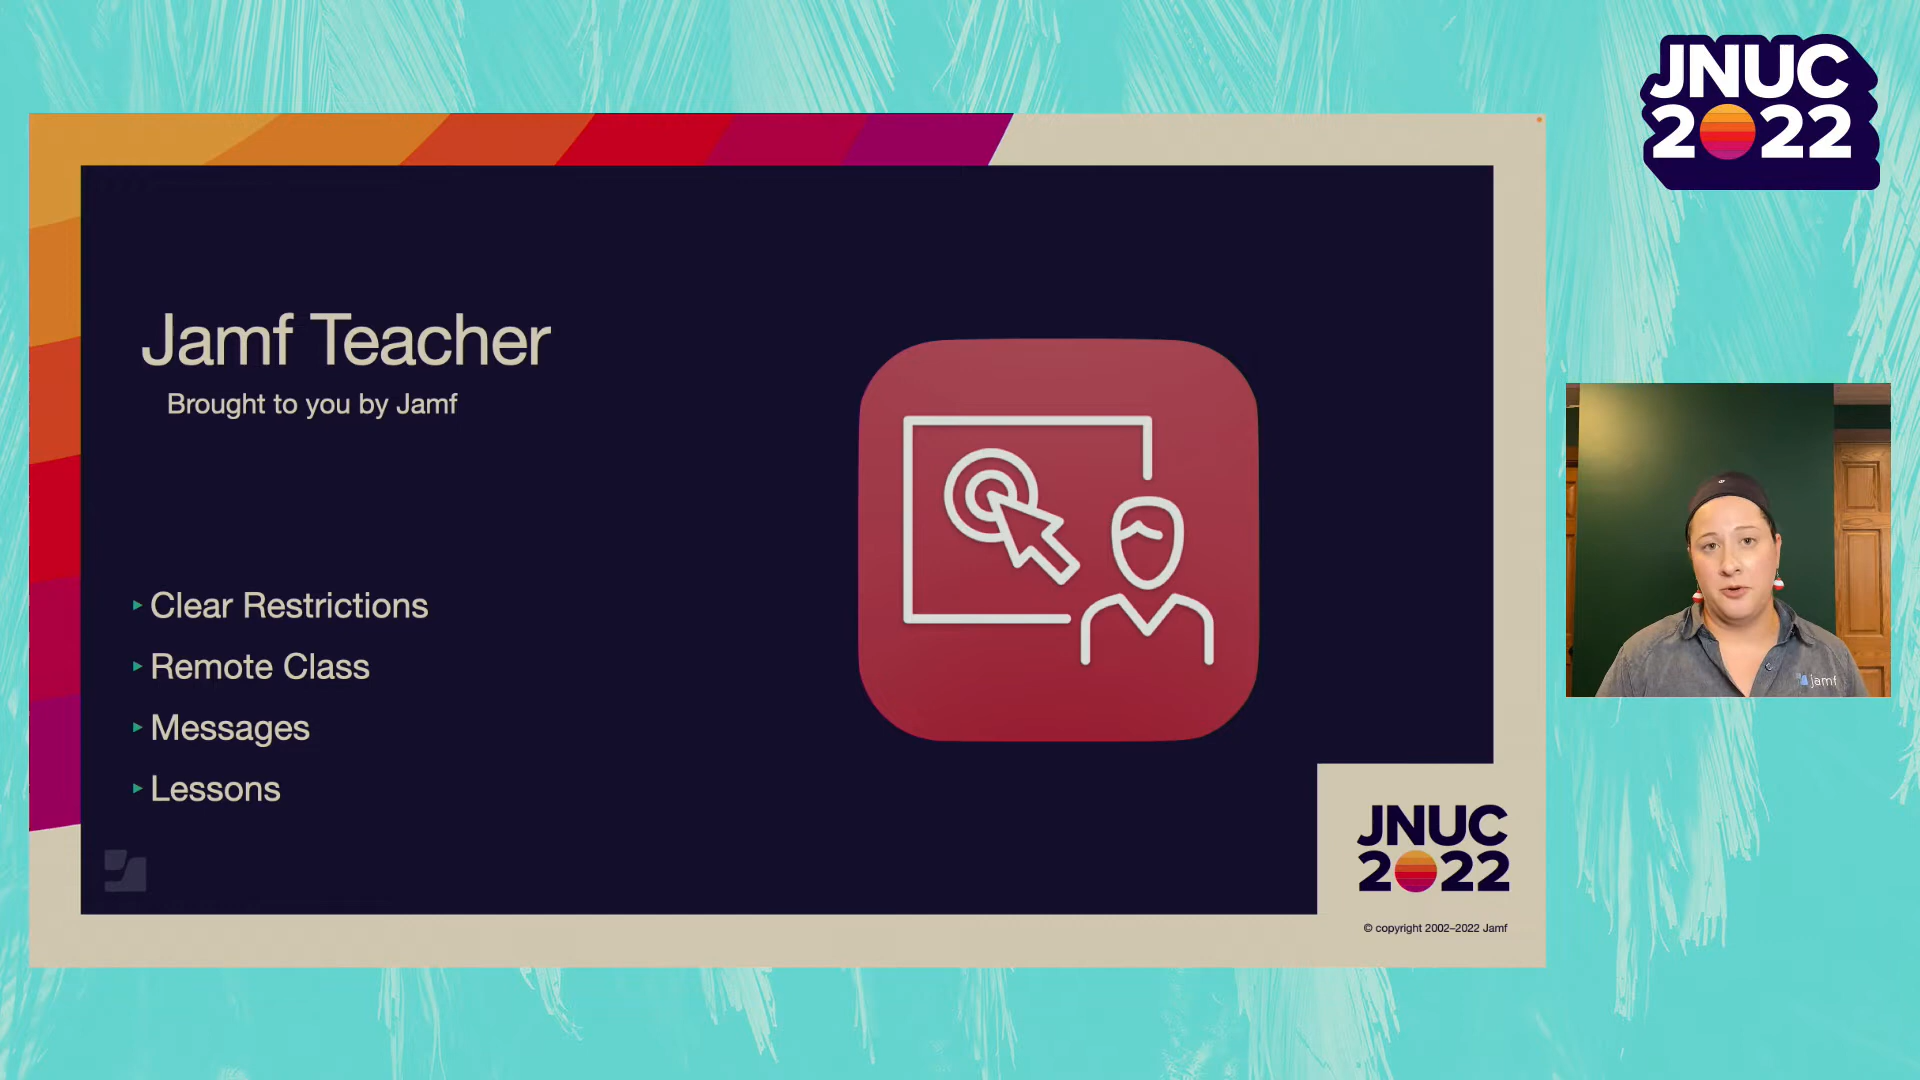 JNUC
2022
Jamf Teacher
Brought to you by Jamf
Clear Restrictions
Remote Class
Messages
Lessons
JNUC
2022
© copyright 2002–2022 Jamf
jamf